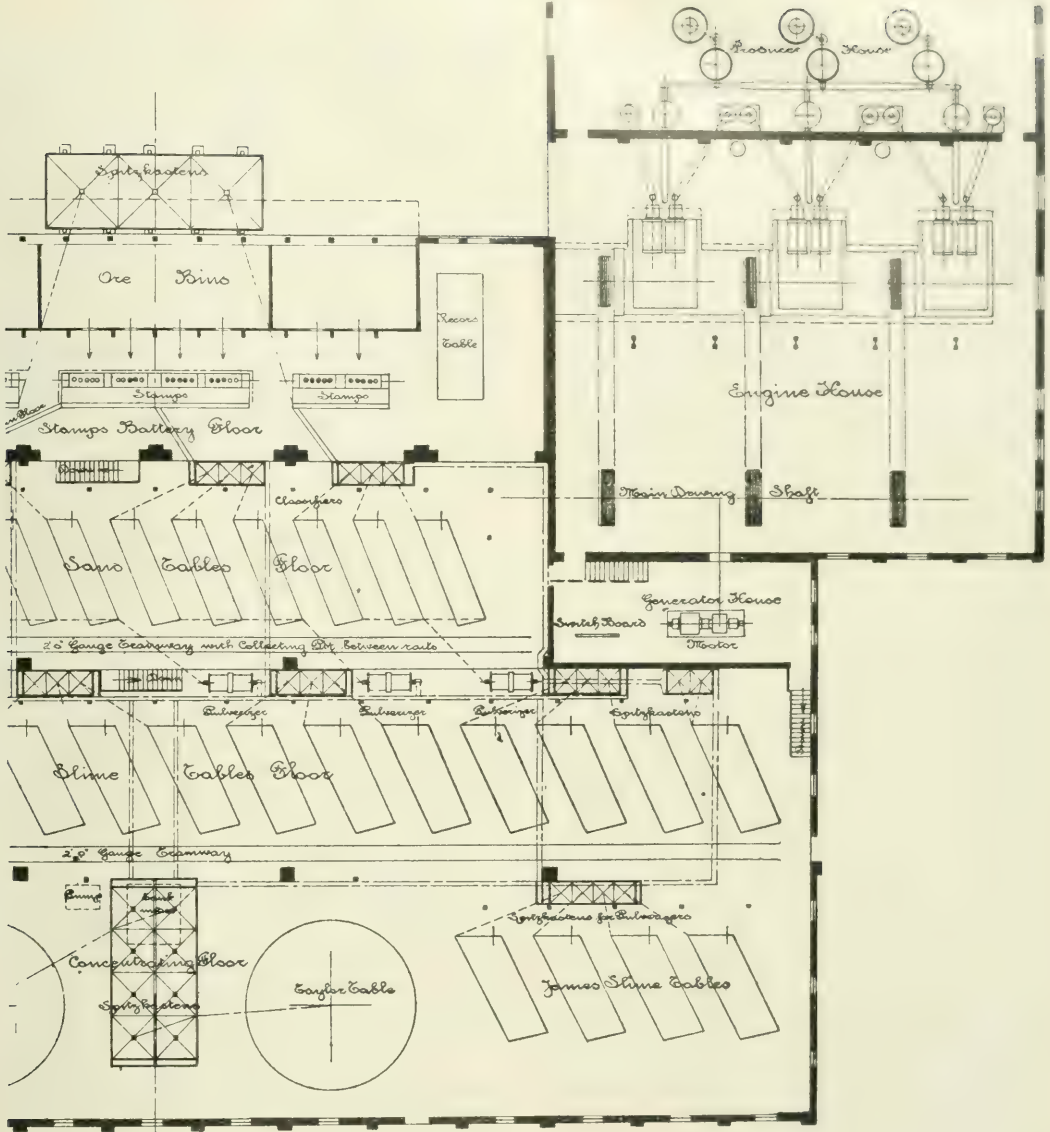 Producer House
Spitzkastens
Ore Bins
Record
Table
Engine House
Stamps
Stamps
Stamps Battery Floor
Down
Main Driving Shaft
Classifiers
Sand Tables Floor
Generator House
Switch Board
Motor
2'0" Gauge Tramway with Collecting Pit between rails
Down
Pulverizer
Pulverizer
Pulverizer
Spitzkastens
Slime Tables Floor
2'0" Gauge Tramway
Pump
Spitzkastens for Pulverizers
Concentrating Floor
Taylor Table
James Slime Tables
Spitzkastens